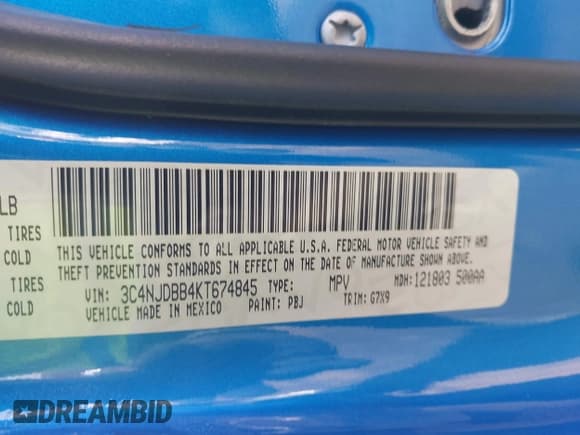 LB
TIRES
COLD
TIRES
COLD
THIS VEHICLE CONFORMS TO ALL APPLICABLE U.S.A. FEDERAL MOTOR VEHICLE SAFETY AND
THEFT PREVENTION STANDARDS IN EFFECT ON THE DATE OF MANUFACTURE SHOWN ABOVE.
VIN: 3C4NJDBB4KT674845 TYPE: MPV MDH: 121803 500AA
VEHICLE MADE IN MEXICO PAINT: PBJ TRIM: G7X9
DREAMBID